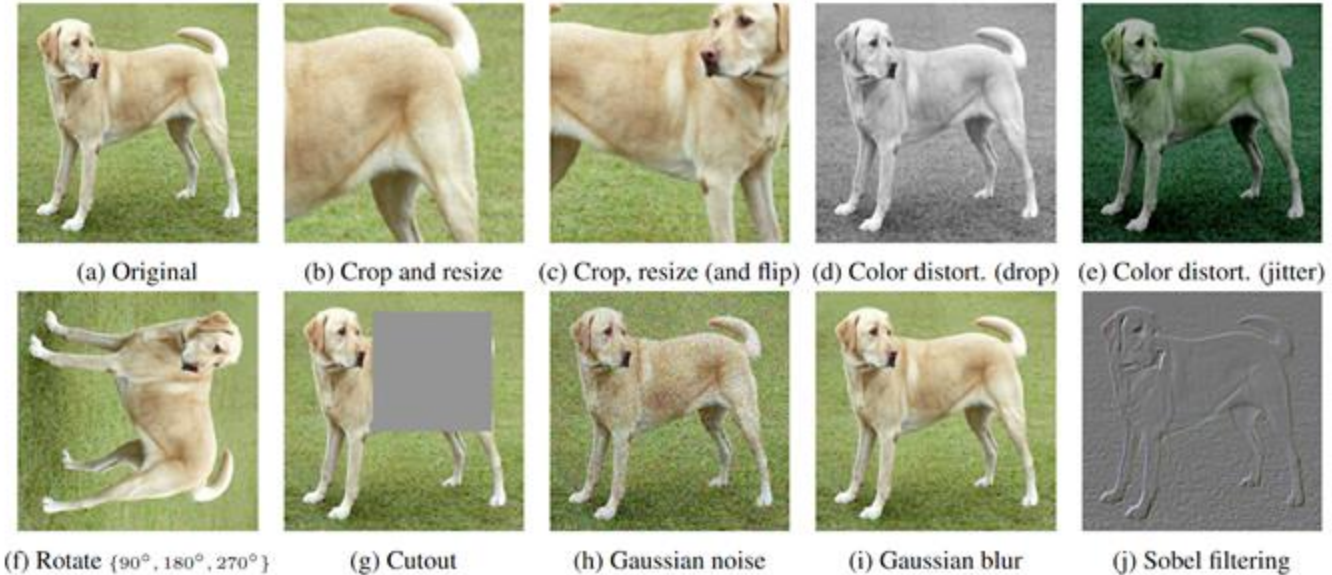 (a) Original
(b) Crop and resize
(c) Crop, resize (and flip)
(d) Color distort. (drop)
(e) Color distort. (jitter)
(f) Rotate {90°, 180°, 270°}
(g) Cutout
(h) Gaussian noise
(i) Gaussian blur
(j) Sobel filtering